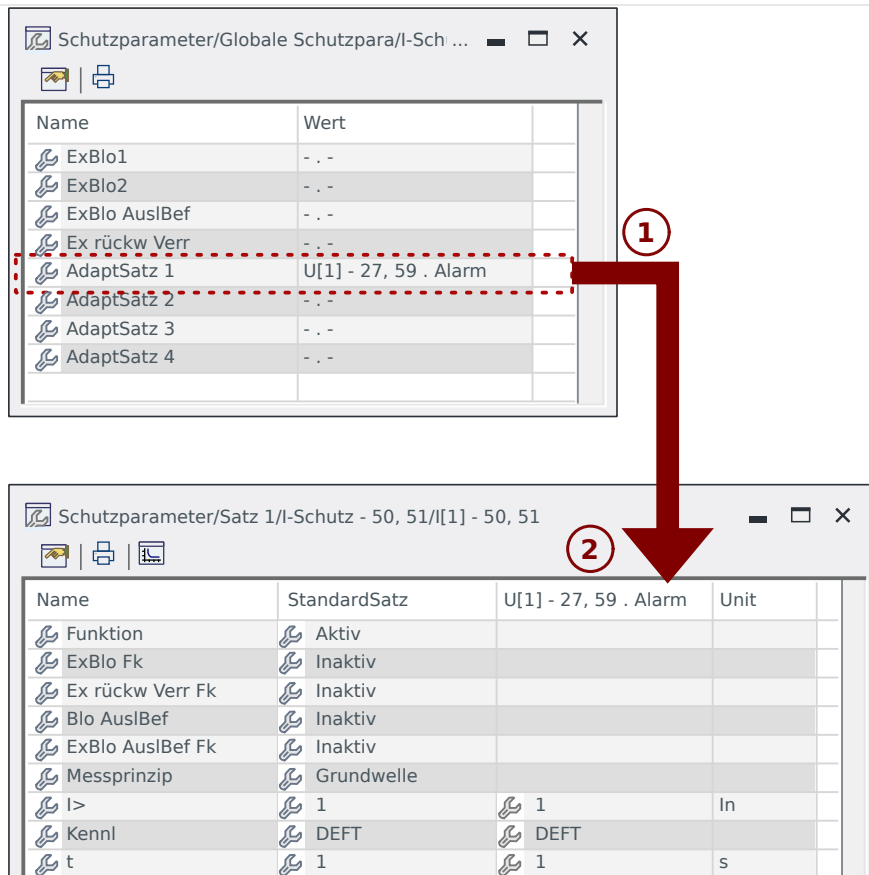 Schutzparameter/Globale Schutzpara/I-Sch ...
Name Wert
ExBlo1 - . -
ExBlo2 - . -
ExBlo AuslBef - . -
Ex rückw Verr - . -
AdaptSatz 1 U[1] - 27, 59 . Alarm
AdaptSatz 2 - . -
AdaptSatz 3 - . -
AdaptSatz 4 - . -
1
Schutzparameter/Satz 1/I-Schutz - 50, 51/I[1] - 50, 51
2
Name StandardSatz U[1] - 27, 59 . Alarm Unit
Funktion Aktiv
ExBlo Fk Inaktiv
Ex rückw Verr Fk Inaktiv
Blo AuslBef Inaktiv
ExBlo AuslBef Fk Inaktiv
Messprinzip Grundwelle
I> 1 1 In
Kennl DEFT DEFT
t 1 1 s